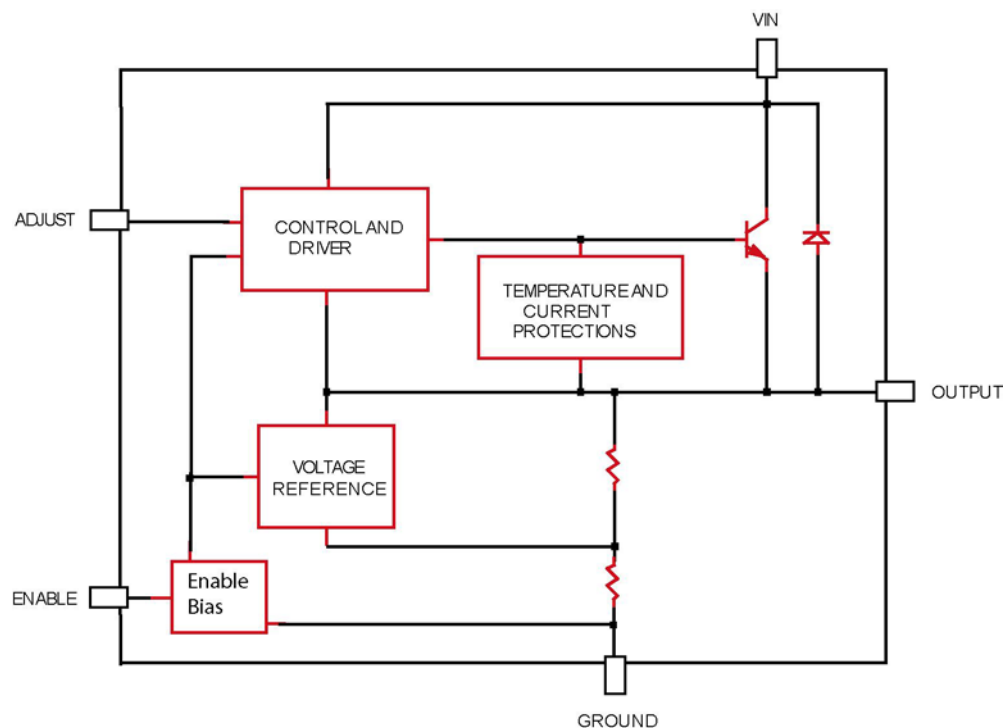 VIN
ADJUST
CONTROL AND
DRIVER
TEMPERATURE AND
CURRENT
PROTECTIONS
OUTPUT
VOLTAGE
REFERENCE
ENABLE
Enable
Bias
GROUND